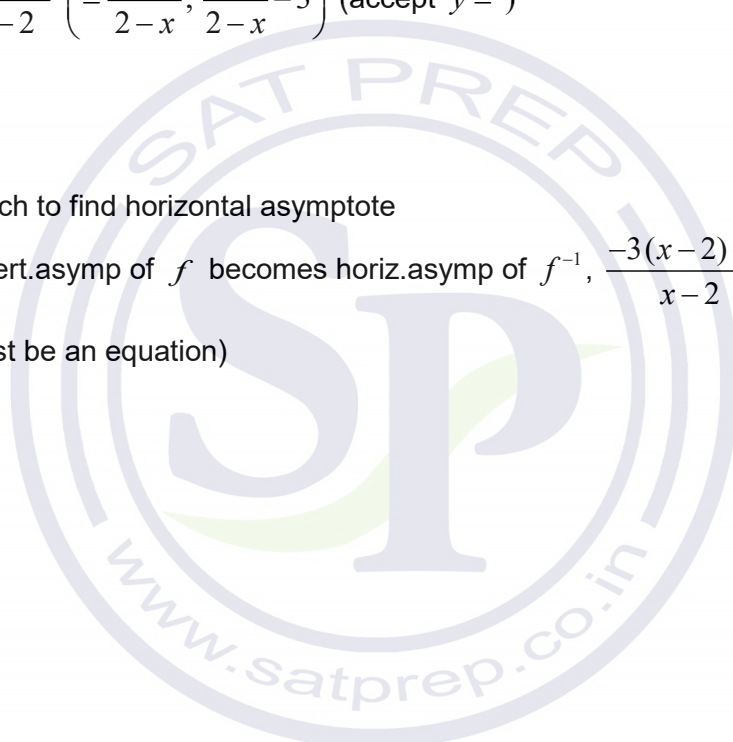 −2 ( = 2−x , 2−x −3 ) (accept y = )
ch to find horizontal asymptote
ert.asymp of f becomes horiz.asymp of f⁻¹, −3(x−2)/(x−2)
st be an equation)
SAT PREP
SP
www.satprep.co.in